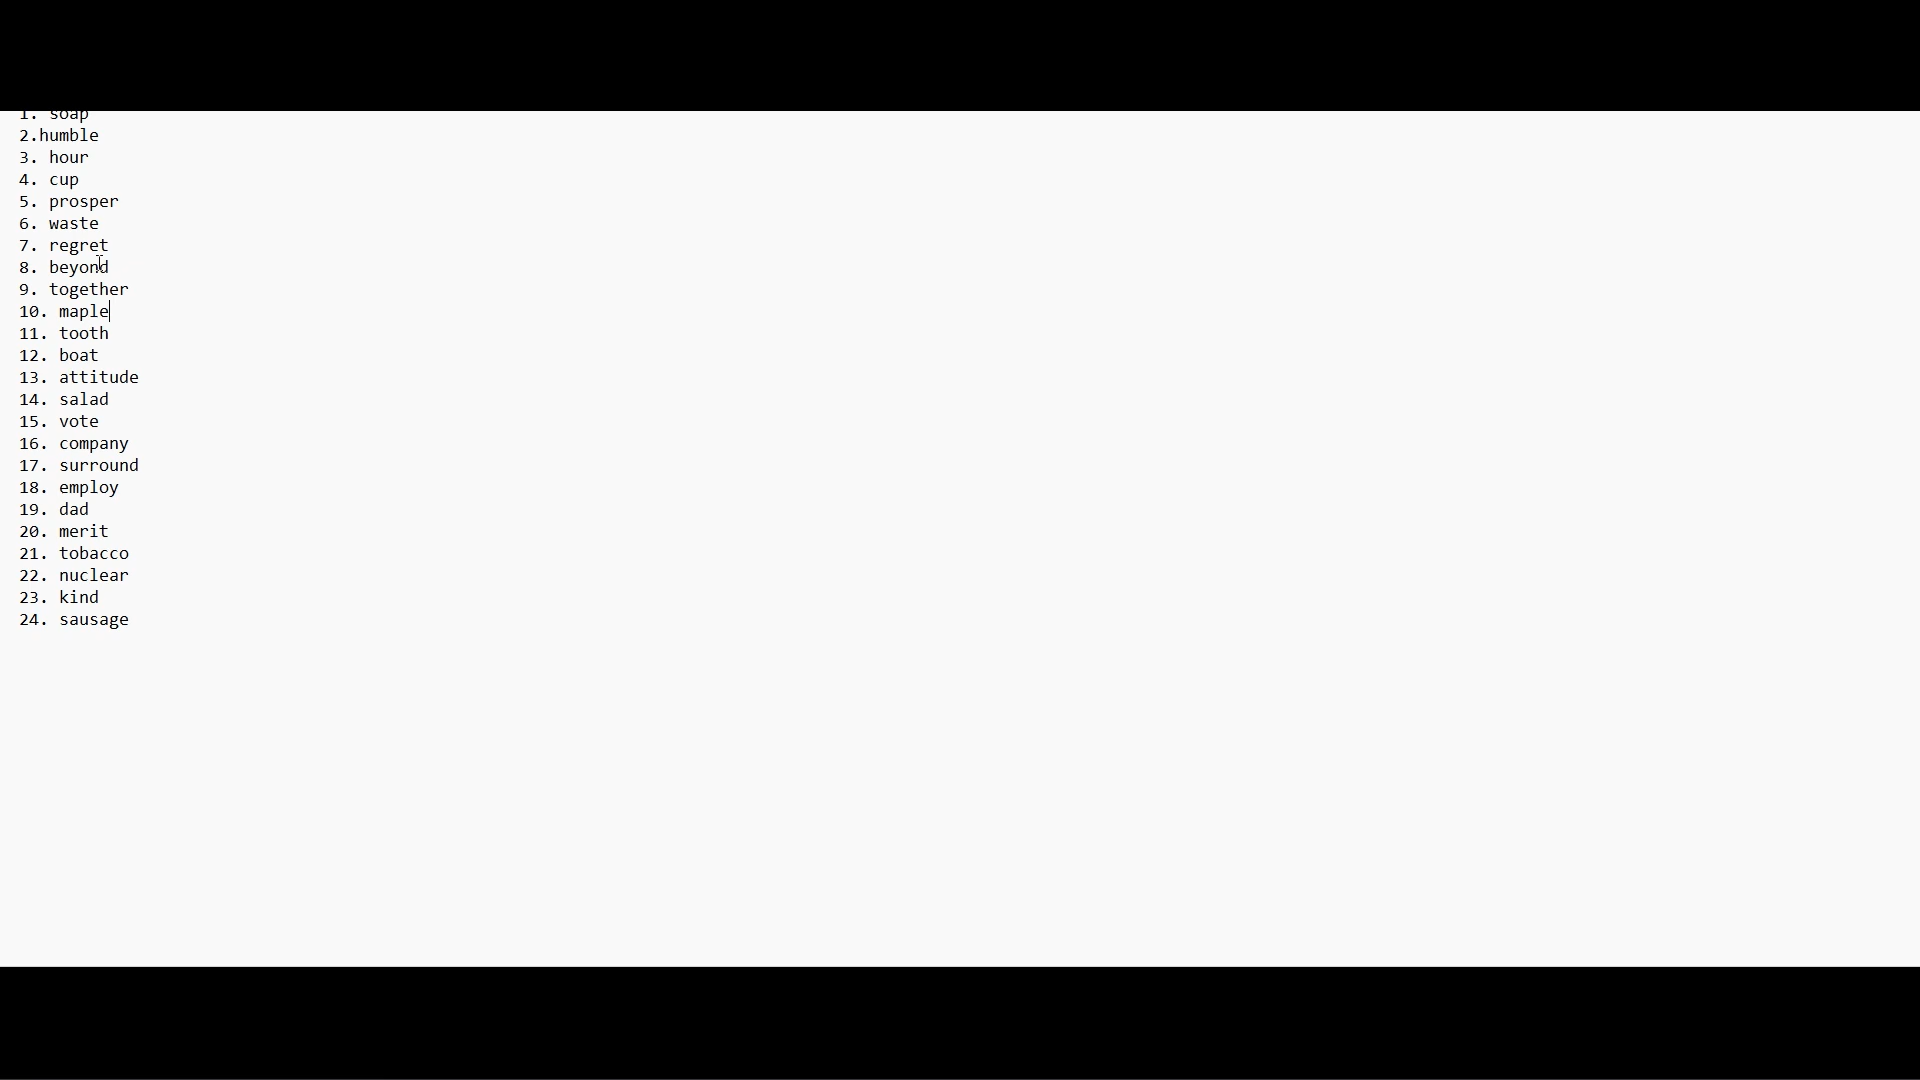 1. soap
2.humble
3. hour
4. cup
5. prosper
6. waste
7. regret
8. beyond
9. together
10. maple
11. tooth
12. boat
13. attitude
14. salad
15. vote
16. company
17. surround
18. employ
19. dad
20. merit
21. tobacco
22. nuclear
23. kind
24. sausage